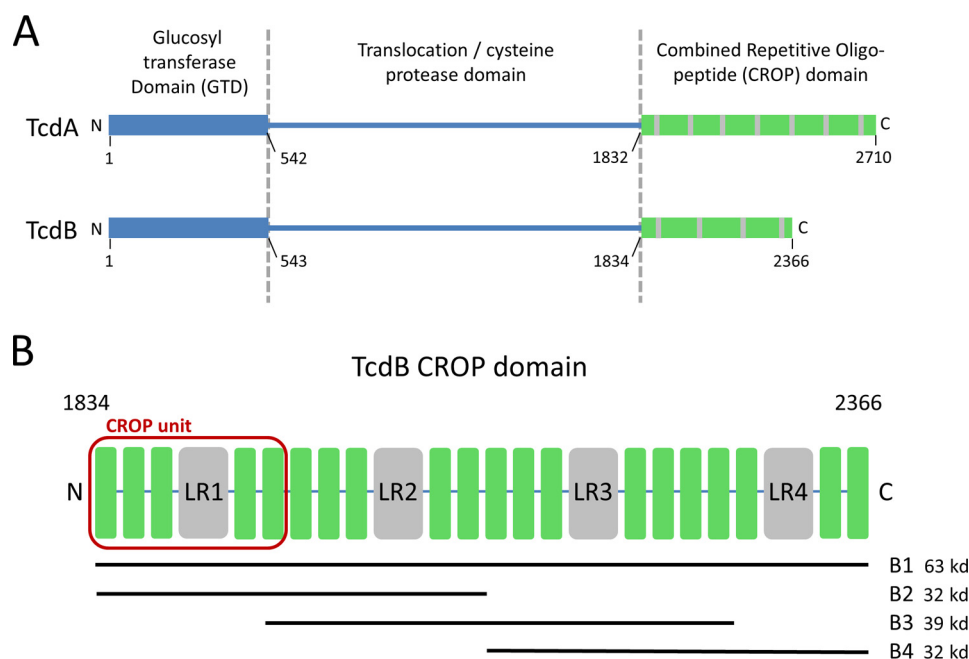 A
Glucosyl
transferase
Domain (GTD)
Translocation / cysteine
protease domain
Combined Repetitive Oligo-
peptide (CROP) domain
TcdA N C
1 542 1832 2710
TcdB N C
1 543 1834 2366
B
TcdB CROP domain
1834 2366
CROP unit
N LR1 LR2 LR3 LR4 C
B1 63 kd
B2 32 kd
B3 39 kd
B4 32 kd